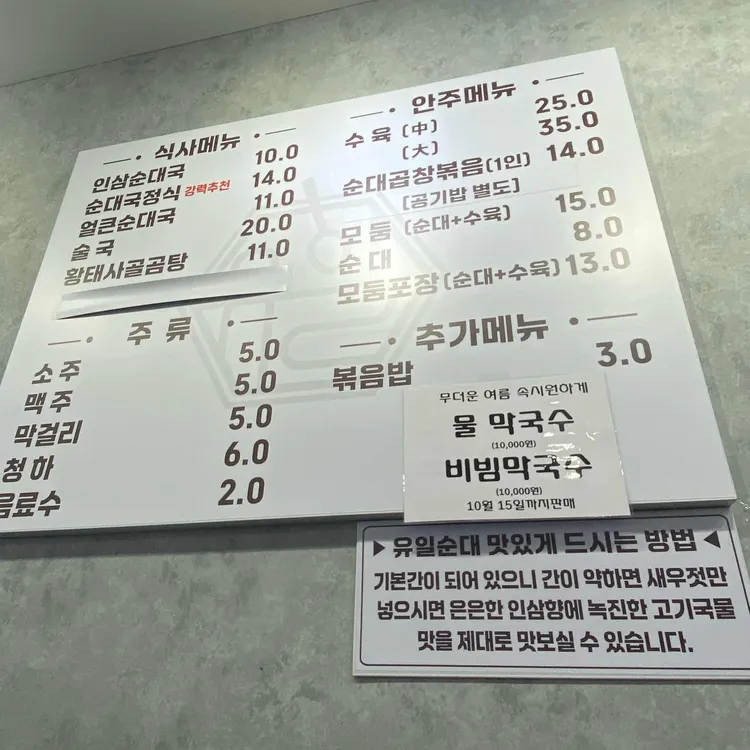 식사메뉴
인삼순대국 10.0
순대국정식 강력추천 14.0
얼큰순대국 11.0
술국 20.0
황태사골곰탕 11.0
주류
소주 5.0
맥주 5.0
막걸리 5.0
청하 6.0
음료수 2.0
안주메뉴
수육 (中) 25.0
(大) 35.0
순대곱창볶음(1인) 14.0
[공기밥 별도]
모둠 (순대+수육) 15.0
순대 8.0
모둠포장 (순대+수육) 13.0
추가메뉴
볶음밥 3.0
무더운 여름 속시원하게
물 막국수
(10,000원)
비빔막국수
(10,000원)
10월 15일까지판매
▶ 유일순대 맛있게 드시는 방법 ◀
기본간이 되어 있으니 간이 약하면 새우젓만
넣으시면 은은한 인삼향에 녹진한 고기국물
맛을 제대로 맛보실 수 있습니다.